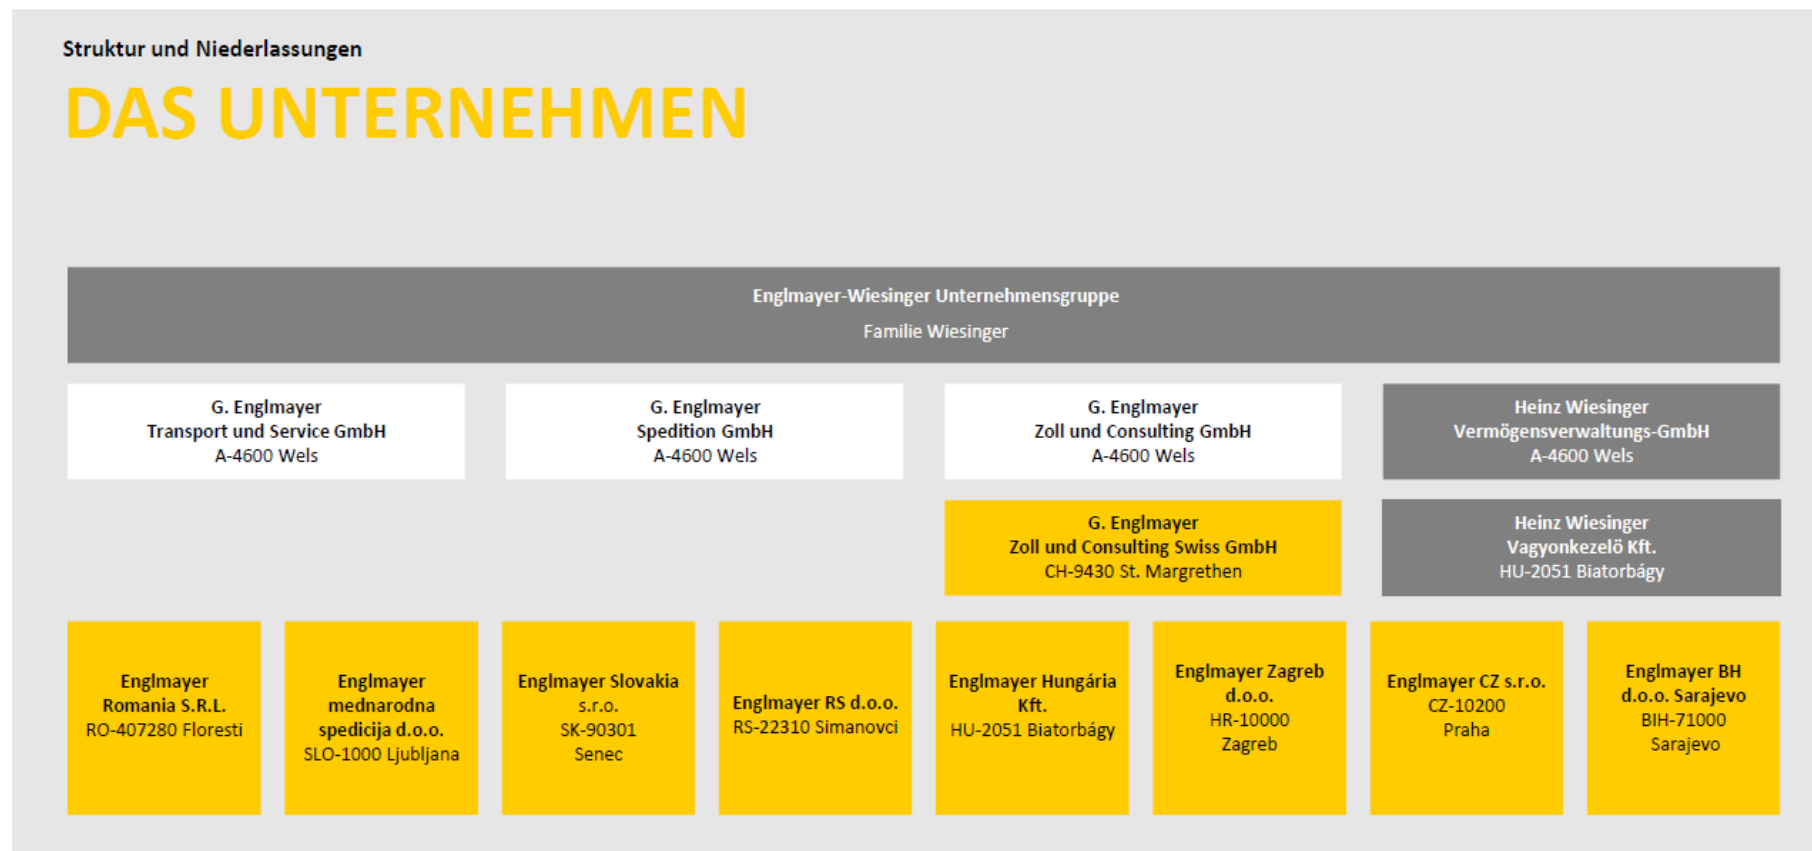 Struktur und Niederlassungen
DAS UNTERNEHMEN
Englmayer-Wiesinger Unternehmensgruppe
Familie Wiesinger
G. Englmayer
Transport und Service GmbH
A-4600 Wels
G. Englmayer
Spedition GmbH
A-4600 Wels
G. Englmayer
Zoll und Consulting GmbH
A-4600 Wels
Heinz Wiesinger
Vermögensverwaltungs-GmbH
A-4600 Wels
G. Englmayer
Zoll und Consulting Swiss GmbH
CH-9430 St. Margrethen
Heinz Wiesinger
Vagyonkezelö Kft.
HU-2051 Biatorbágy
Englmayer
Romania S.R.L.
RO-407280 Floresti
Englmayer
mednarodna
spedicija d.o.o.
SLO-1000 Ljubljana
Englmayer Slovakia
s.r.o.
SK-90301
Senec
Englmayer RS d.o.o.
RS-22310 Simanovci
Englmayer Hungária
Kft.
HU-2051 Biatorbágy
Englmayer Zagreb
d.o.o.
HR-10000
Zagreb
Englmayer CZ s.r.o.
CZ-10200
Praha
Englmayer BH
d.o.o. Sarajevo
BIH-71000
Sarajevo